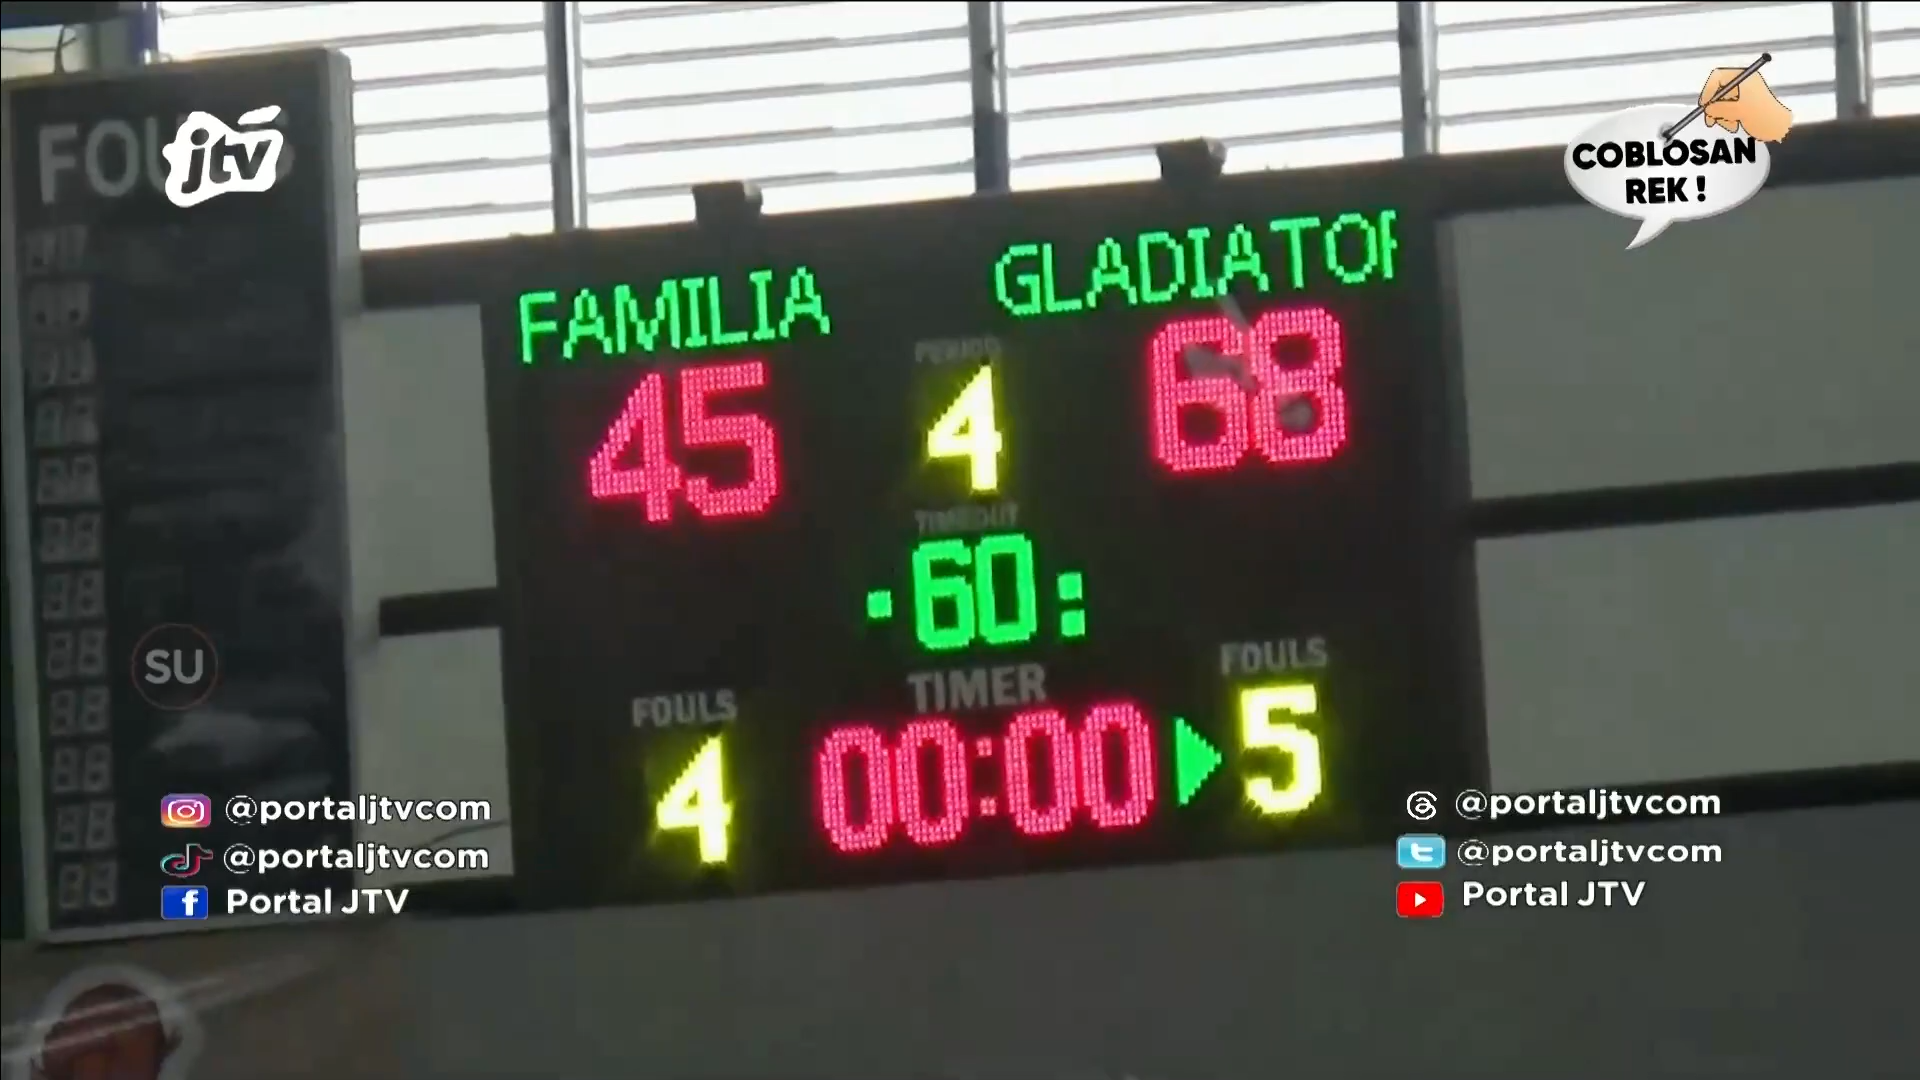 FOULS
jtv
COBLOSAN
REK !
FAMILIA
GLADIATOR
45
PERIOD
4
68
TIMEOUT
60:
FOULS
4
TIMER
00:00
FOULS
5
SU
@portaljtvcom
@portaljtvcom
Portal JTV
@portaljtvcom
@portaljtvcom
Portal JTV